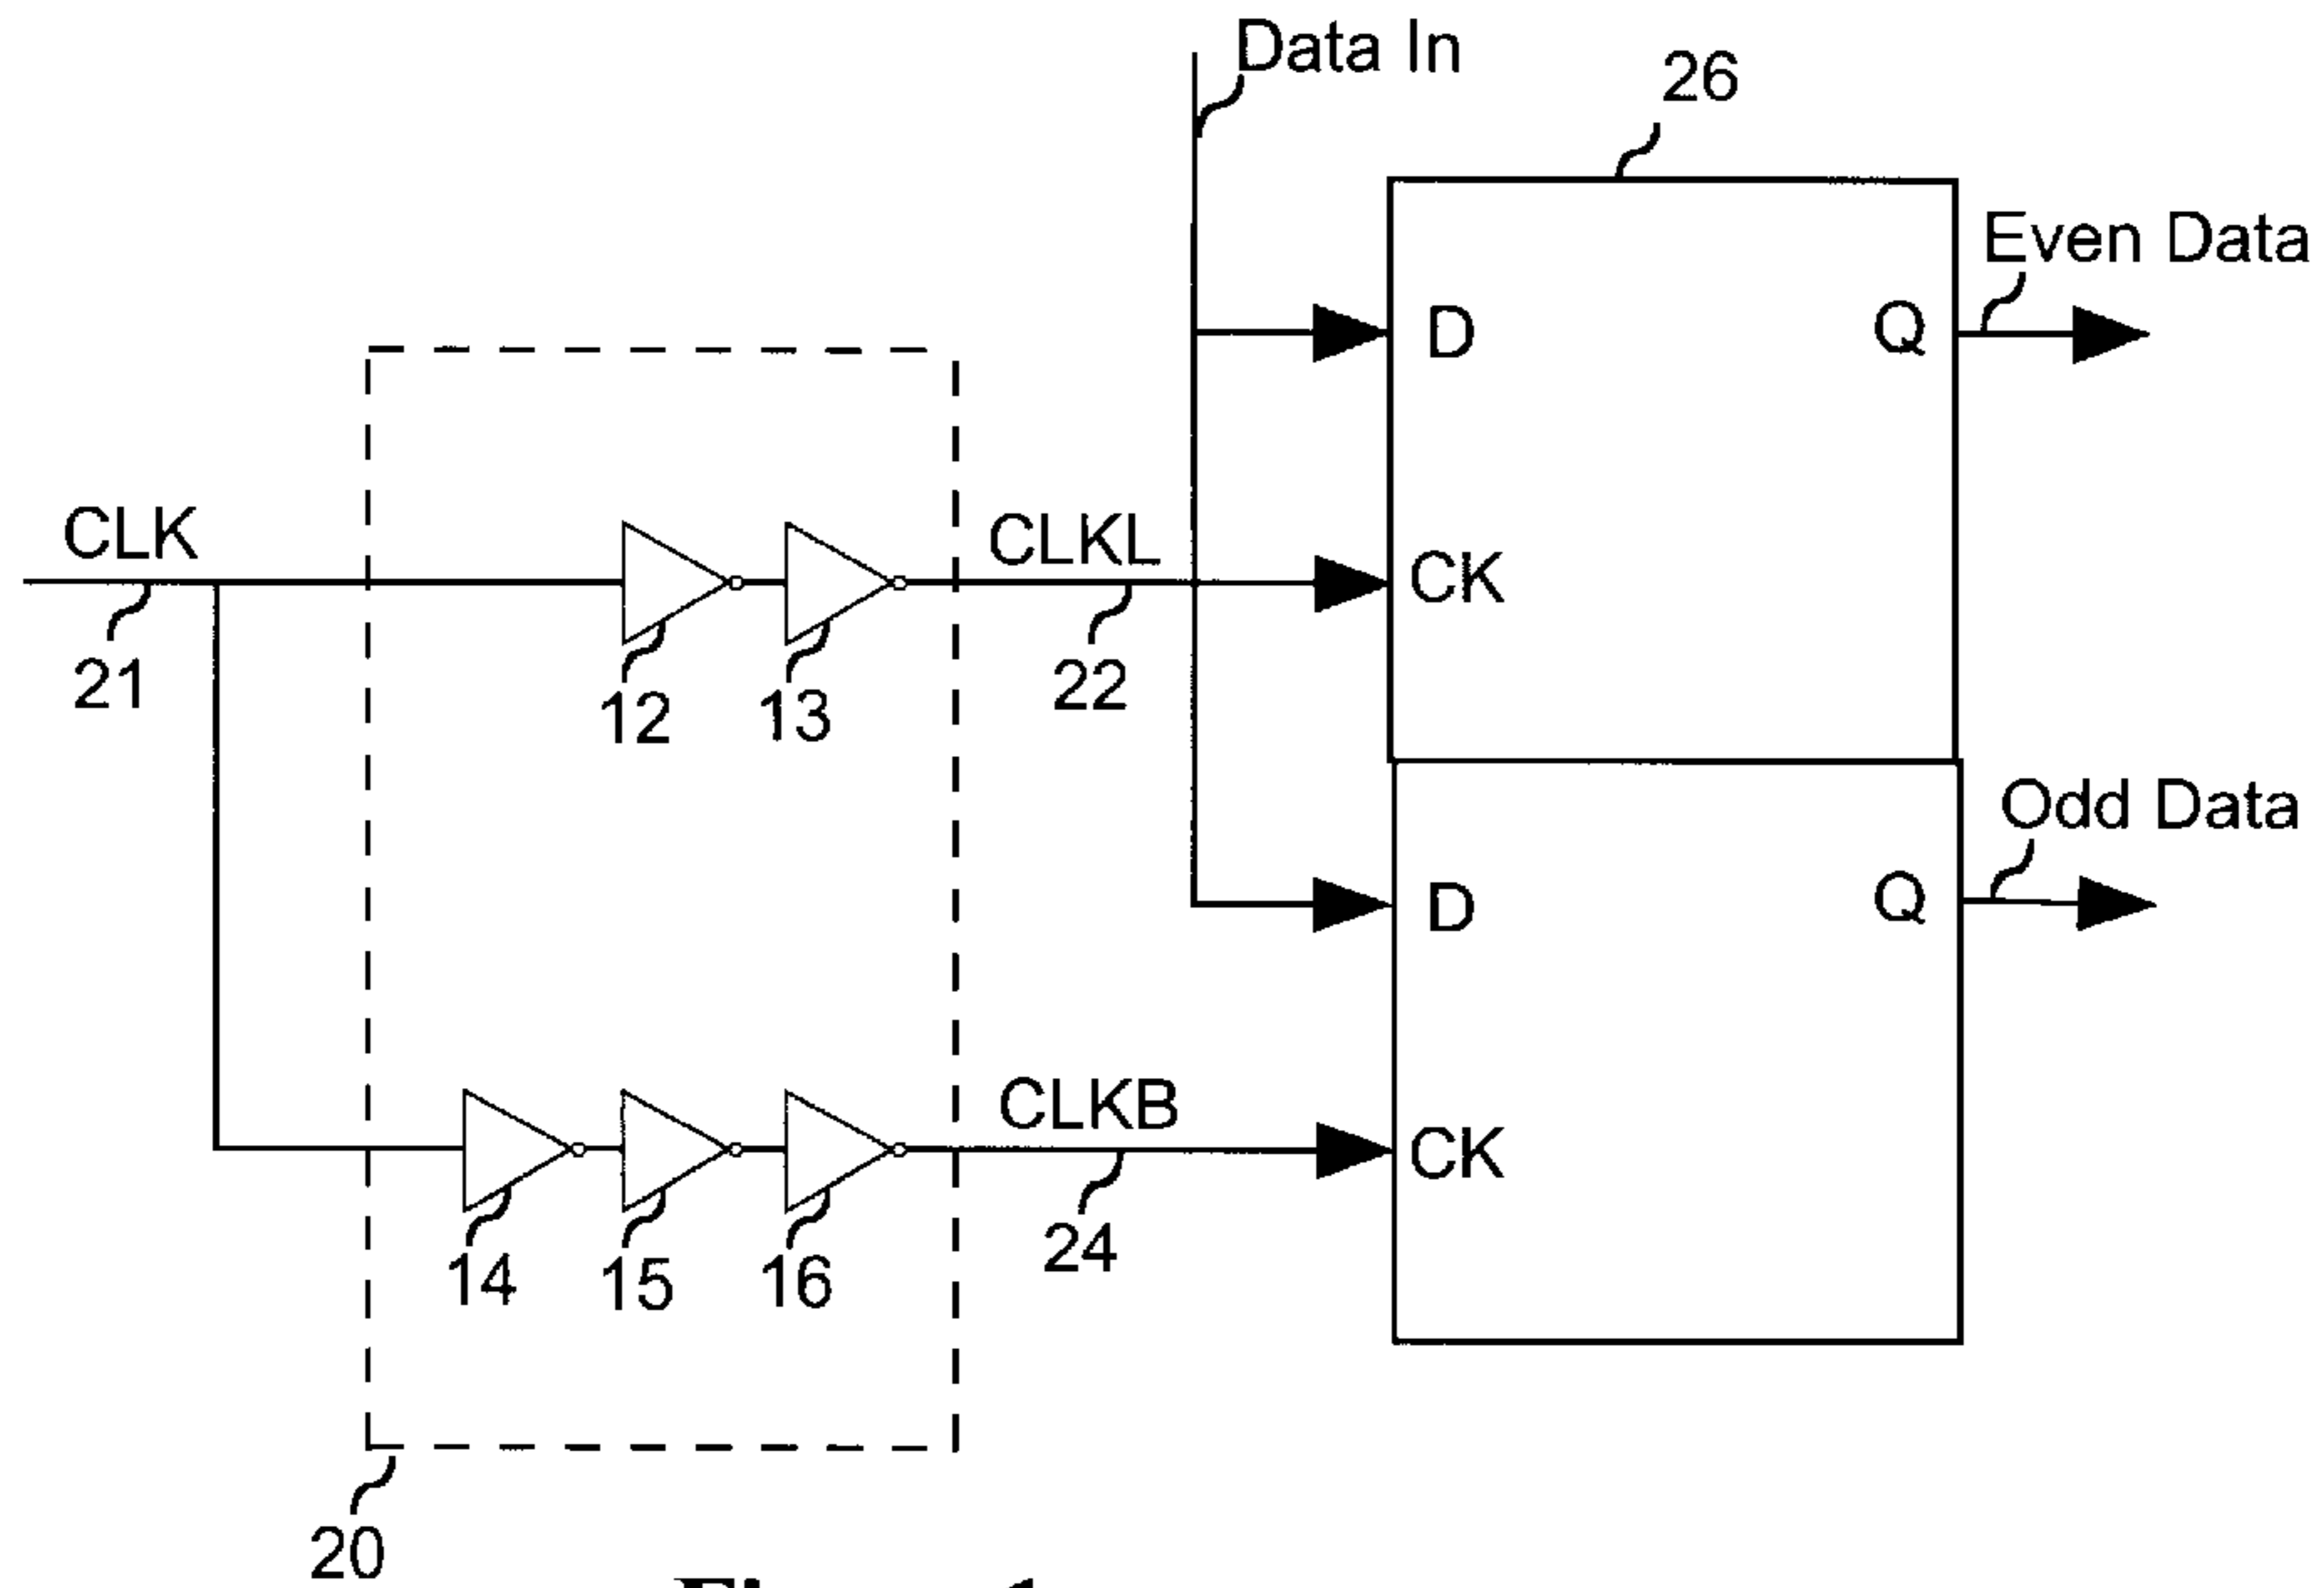 Data In
26
Even Data
D
Q
CLK
CLKL
CK
21
12
13
22
Odd Data
D
Q
CLKB
CK
14
15
16
24
20